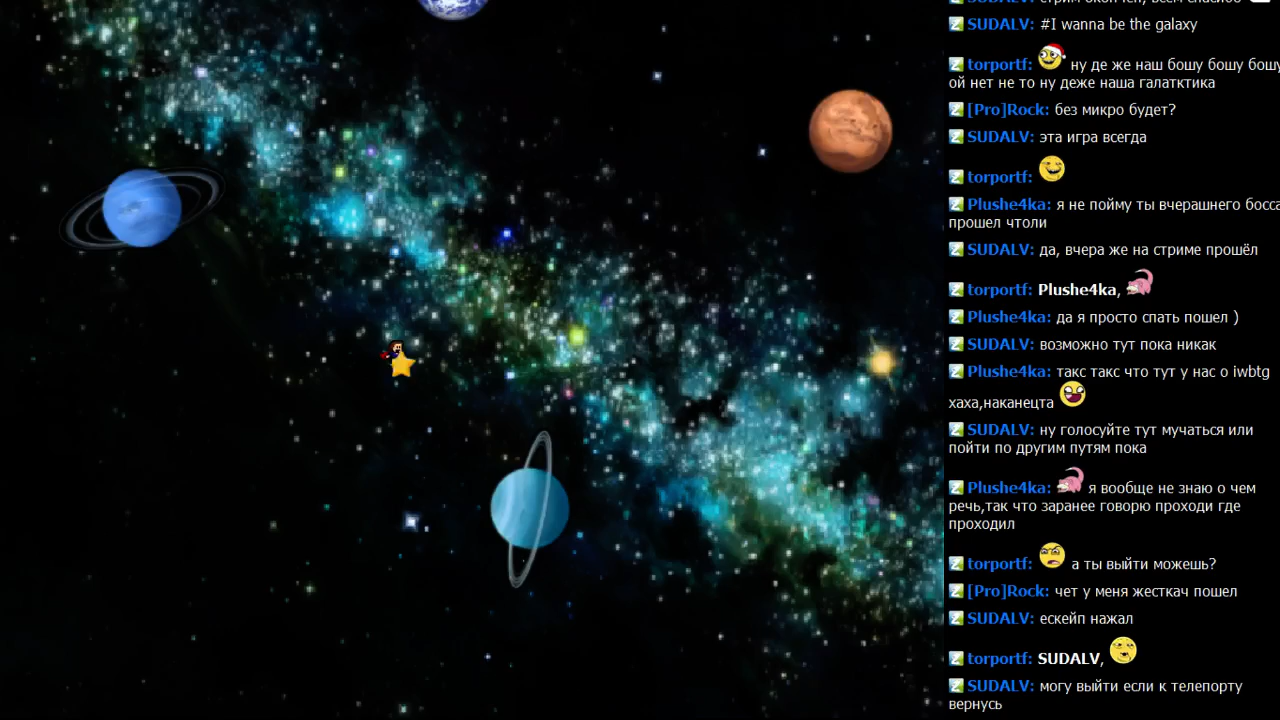 SUDALV: стрим окончен, всем спасибо
SUDALV: #I wanna be the galaxy
torportf: ну де же наш бошу бошу бошу
ой нет не то ну деже наша галатктика
[Pro]Rock: без микро будет?
SUDALV: эта игра всегда
torportf:
Plushe4ka: я не пойму ты вчерашнего босса
прошел чтоли
SUDALV: да, вчера же на стриме прошёл
torportf: Plushe4ka,
Plushe4ka: да я просто спать пошел )
SUDALV: возможно тут пока никак
Plushe4ka: такс такс что тут у нас о iwbtg
хаха,наканецта
SUDALV: ну голосуйте тут мучаться или
пойти по другим путям пока
Plushe4ka: я вообще не знаю о чем
речь,так что заранее говорю проходи где
проходил
torportf: а ты выйти можешь?
[Pro]Rock: чет у меня жесткач пошел
SUDALV: ескейп нажал
torportf: SUDALV,
SUDALV: могу выйти если к телепорту
вернусь